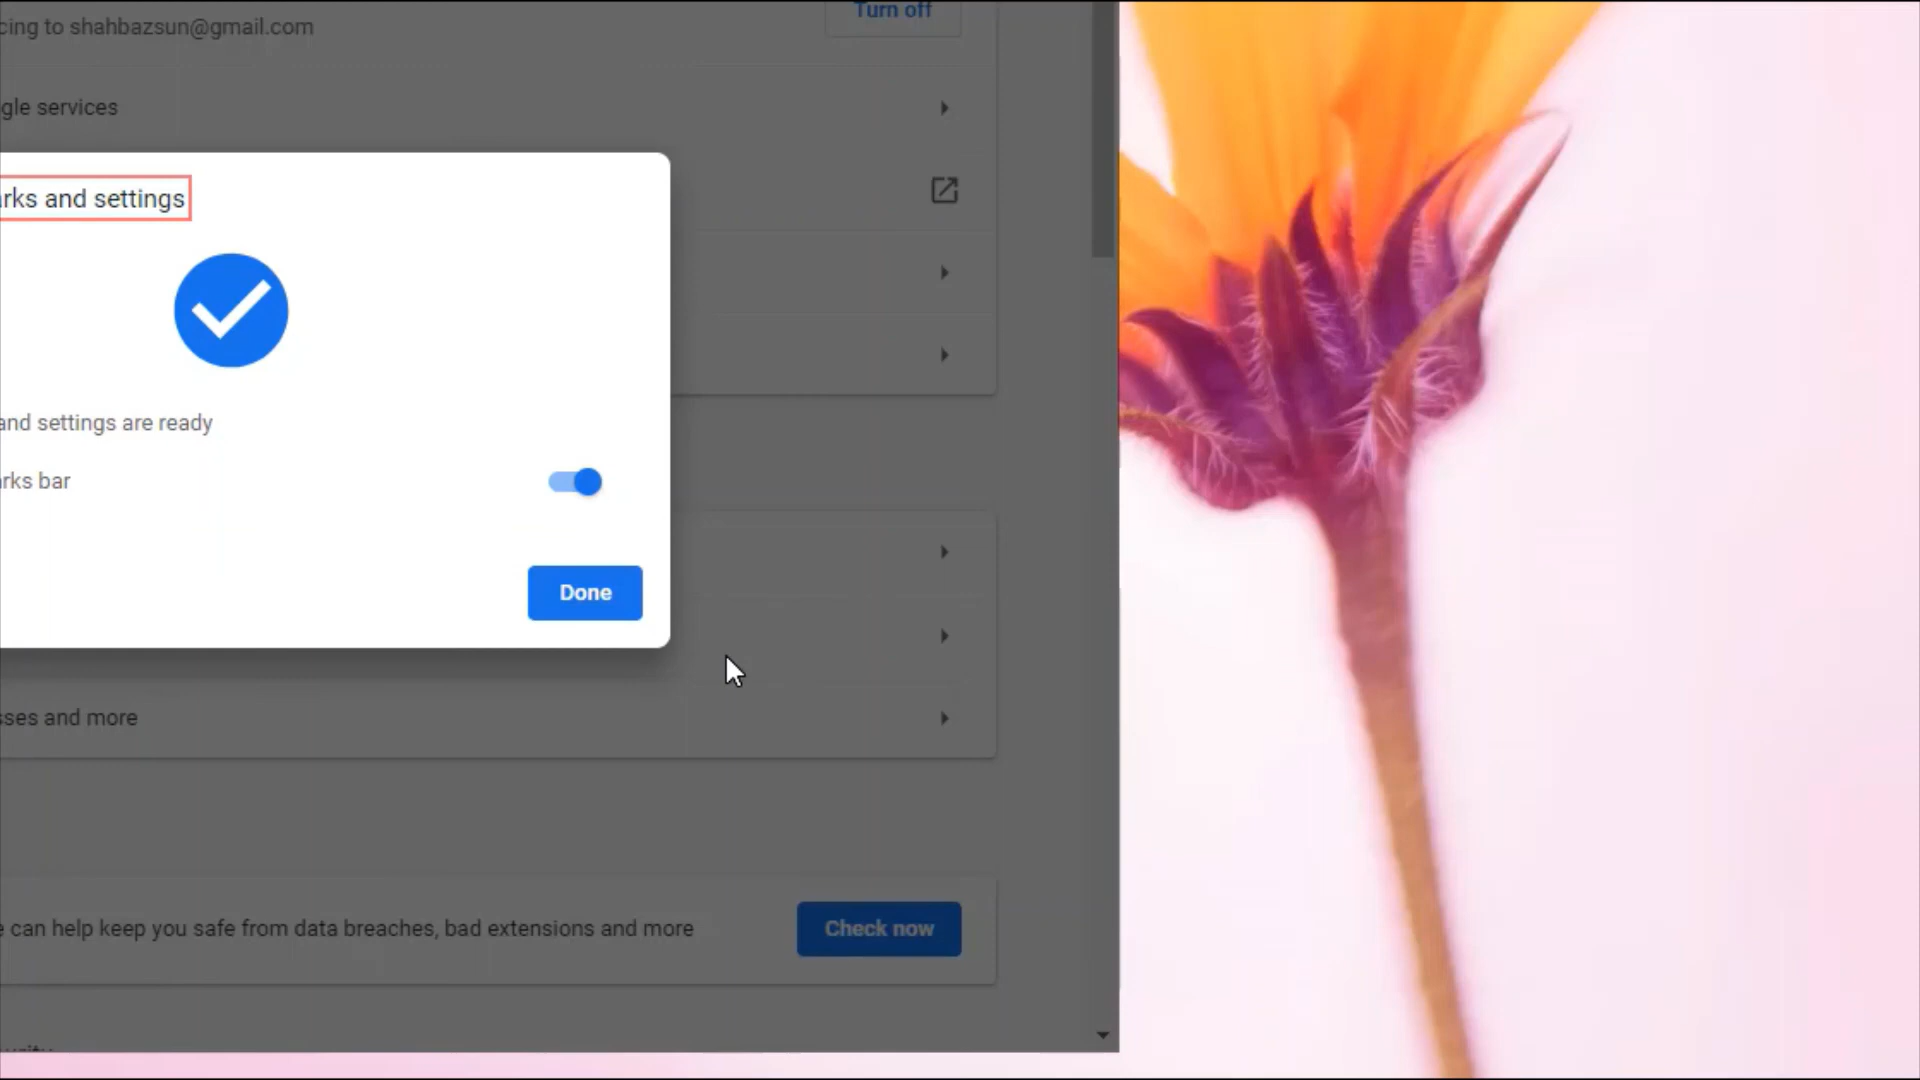 cing to shahbazsun@gmail.com
Turn off
gle services
rks and settings
and settings are ready
rks bar
Done
sses and more
can help keep you safe from data breaches, bad extensions and more
Check now